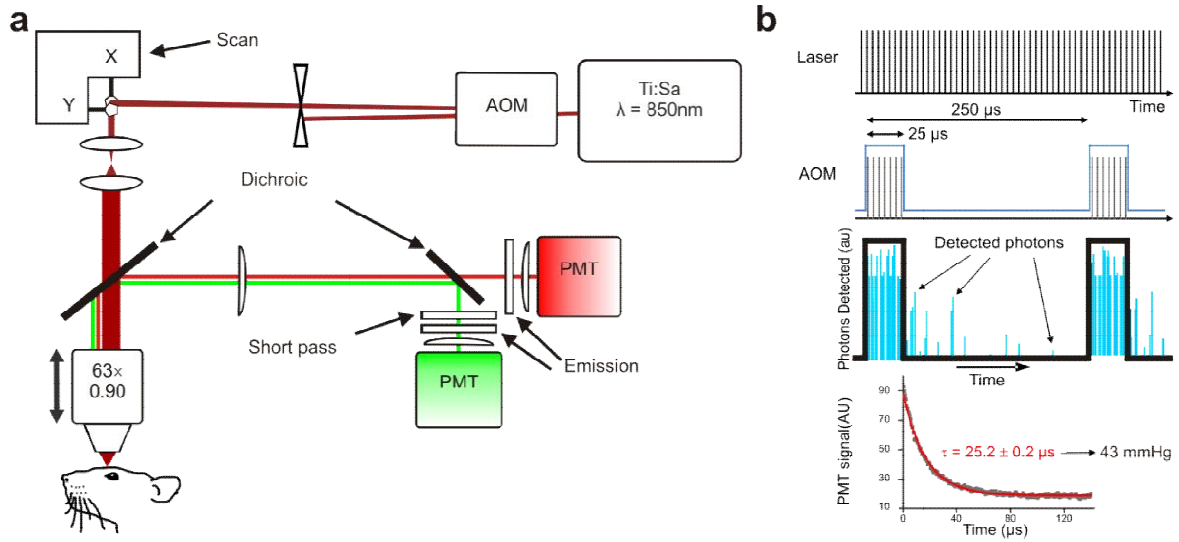 a
Scan
X
Y
AOM
Ti:Sa
λ = 850nm
Dichroic
PMT
Short pass
Emission
PMT
63×
0.90
b
Laser
Time
250 µs
25 µs
AOM
Photons Detected (au)
Detected photons
Time
PMT signal(AU)
90
70
50
30
10
τ = 25.2 ± 0.2 µs
43 mmHg
0
40
80
120
Time (µs)